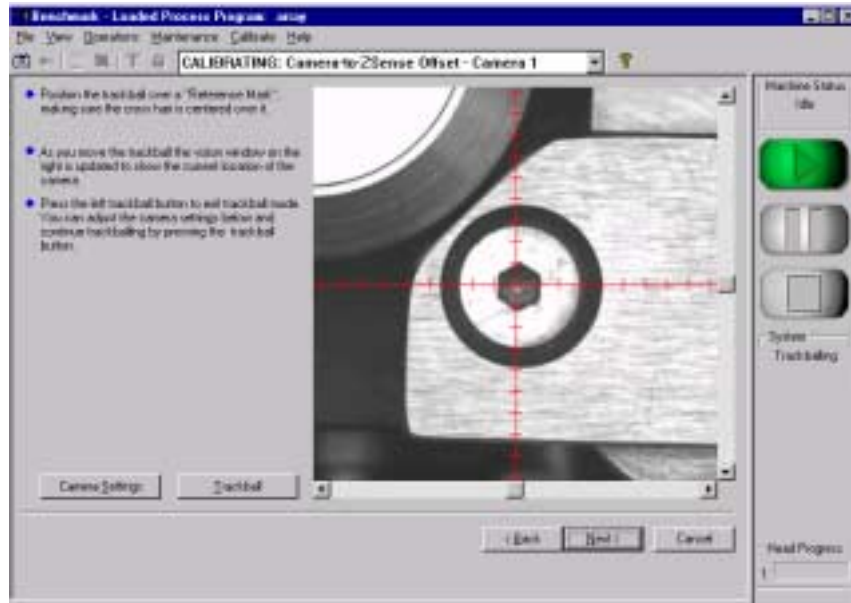 Benchmark - Loaded Process Program: array
File View Operations Maintenance Calibrate Help
CALIBRATING: Camera-to-ZSense Offset - Camera 1
Position the trackball over a "Reference Mark",
making sure the cross hair is centered over it.
As you move the trackball the vision window on the
right is updated to show the current location of the
camera.
Press the left trackball button to exit trackball mode.
You can adjust the camera settings below and
continue trackballing by pressing the trackball
button.
Camera Settings
Trackball
< Back
Next >
Cancel
Machine Status
Idle
System
Trackballing
Head Progress
1